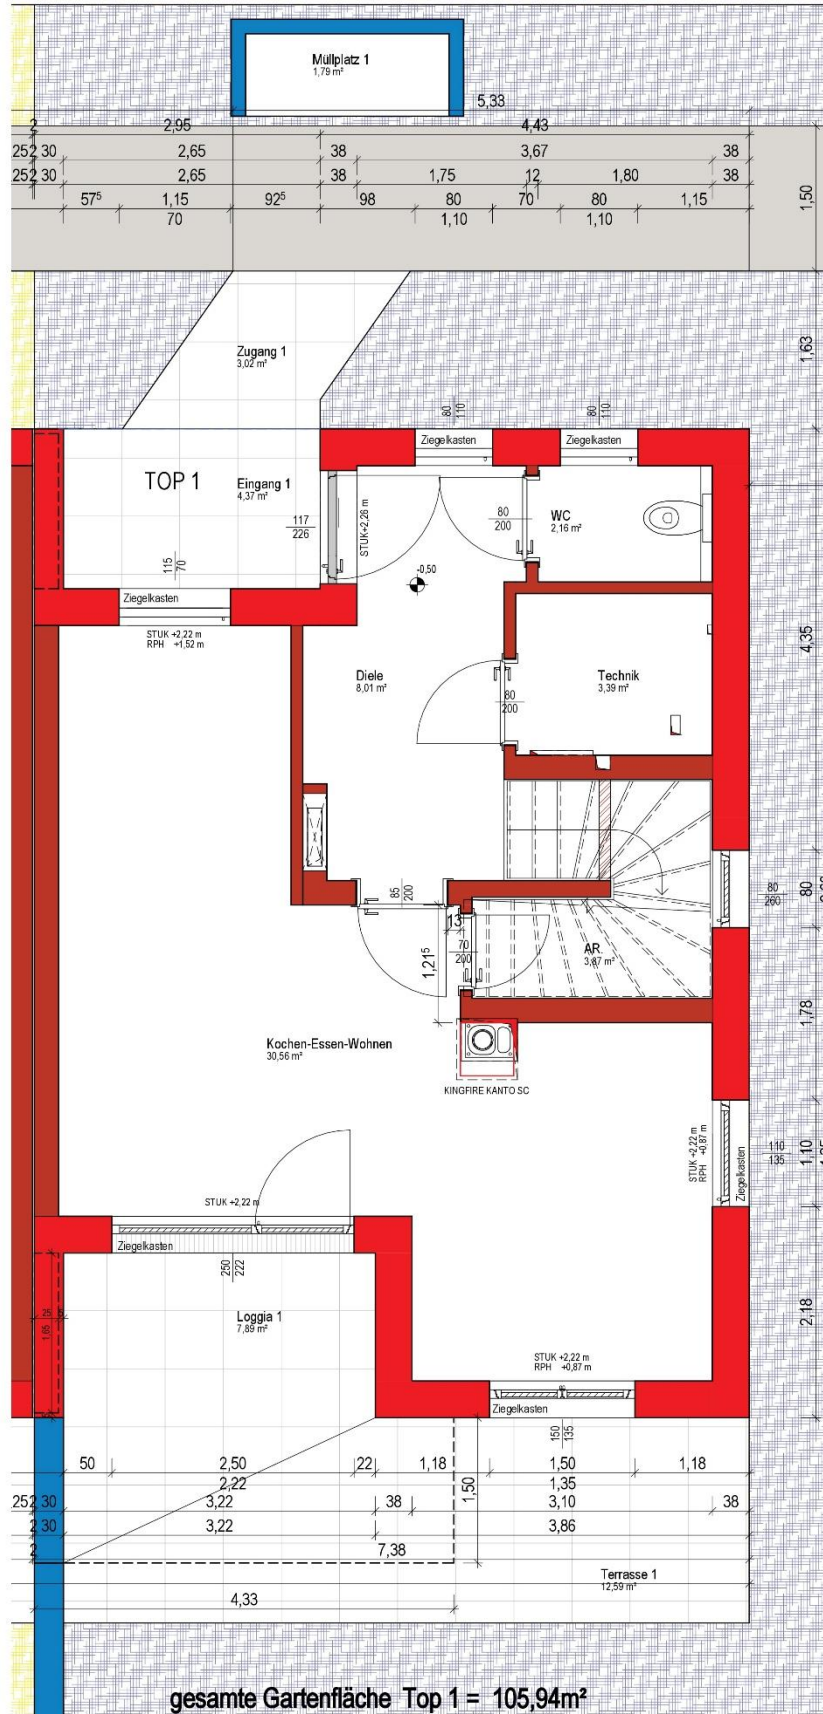 Müllplatz 1
1,79 m²
5,33
2 2,95 4,43
25 2 30 2,65 38 3,67 38
25 2 30 2,65 38 1,75 12 1,80 38
57⁵ 1,15 92⁵ 98 80 70 80 1,15
70 1,10 1,10
1,50
Zugang 1
3,02 m²
1,63
80
110
80
110
Ziegelkasten
Ziegelkasten
TOP 1
Eingang 1
4,37 m²
117
226
STUK+2,26 m
80
200
WC
2,16 m²
115
70
-0,50
Ziegelkasten
STUK +2,22 m
RPH +1,52 m
4,35
Diele
8,01 m²
80
200
Technik
3,39 m²
85
200
80
260
80
13
70
200
AR.
3,87 m²
1,21⁵
1,78
Kochen-Essen-Wohnen
30,56 m²
KINGFIRE KANTO SC
STUK +2,22 m
RPH +0,87 m
Ziegelkasten
110
135
1,10
STUK +2,22 m
Ziegelkasten
250
222
25
1,65
Loggia 1
7,89 m²
2,18
STUK +2,22 m
RPH +0,87 m
Ziegelkasten
150
135
50 2,50 22 1,18 1,50 1,18
2,22 1,35
1,50
25 2 30 3,22 38 3,10 38
2 30 3,22 3,86
2 7,38
Terrasse 1
12,59 m²
4,33
gesamte Gartenfläche Top 1 = 105,94m²